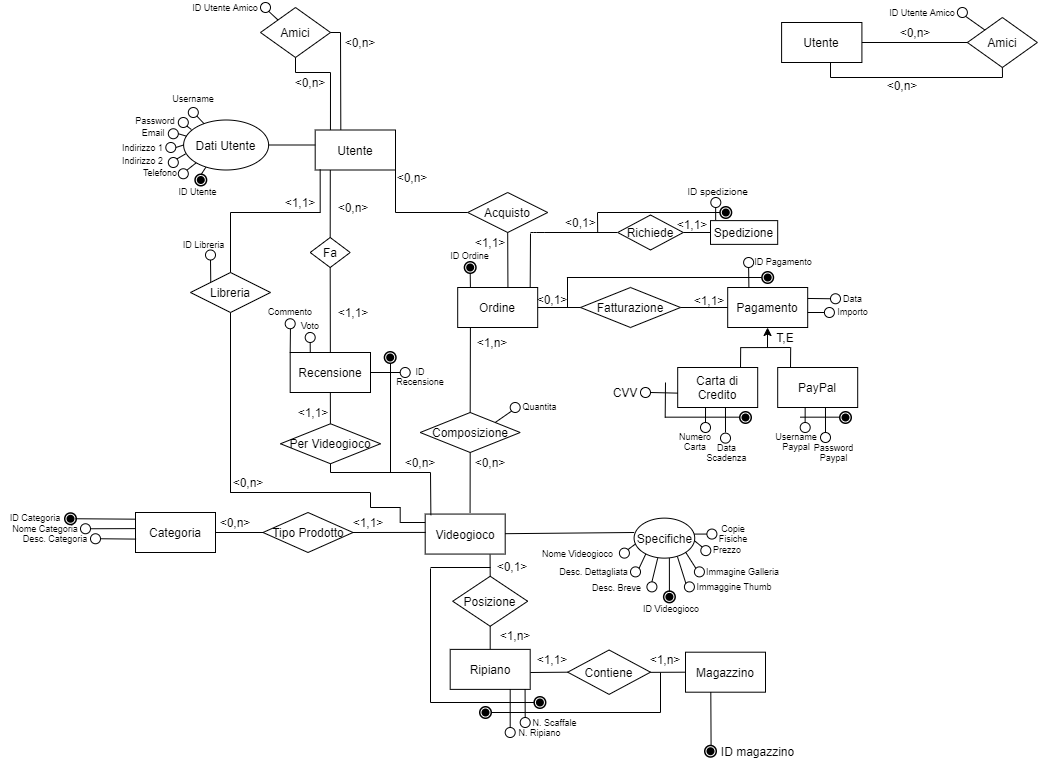 ID Utente Amico
Amici
<0,n>
<0,n>
ID Utente Amico
Utente
<0,n>
Amici
<0,n>
Username
Password
Email
Indirizzo 1
Indirizzo 2
Telefono
ID Utente
Dati Utente
Utente
<0,n>
<1,1>
<0,n>
Acquisto
<1,1>
ID spedizione
<0,1>
Richiede
<1,1>
Spedizione
ID Libreria
Libreria
Fa
<1,1>
ID Ordine
Ordine
<0,1>
Fatturazione
<1,1>
ID Pagamento
Pagamento
Data
Importo
T,E
Commento
Voto
Recensione
ID
Recensione
<1,n>
CVV
Carta di
Credito
PayPal
Numero
Carta
Data
Scadenza
Username
Paypal
Password
Paypal
<1,1>
Per Videogioco
Quantita
Composizione
<0,n>
<0,n>
<0,n>
ID Categoria
Nome Categoria
Desc. Categoria
Categoria
<0,n>
Tipo Prodotto
<1,1>
Videogioco
Specifiche
Copie
Fisiche
Prezzo
Nome Videogioco
Desc. Dettagliata
Desc. Breve
ID Videogioco
Immagine Galleria
Immaggine Thumb
<0,1>
Posizione
<1,n>
Ripiano
<1,1>
Contiene
<1,n>
Magazzino
N. Scaffale
N. Ripiano
ID magazzino